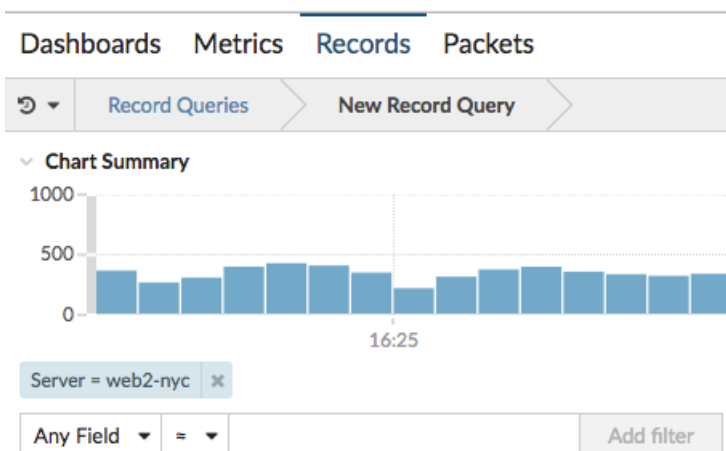 Dashboards Metrics Records Packets
Record Queries New Record Query
Chart Summary
1000
500
0
16:25
Server = web2-nyc ×
Any Field ≈ Add filter